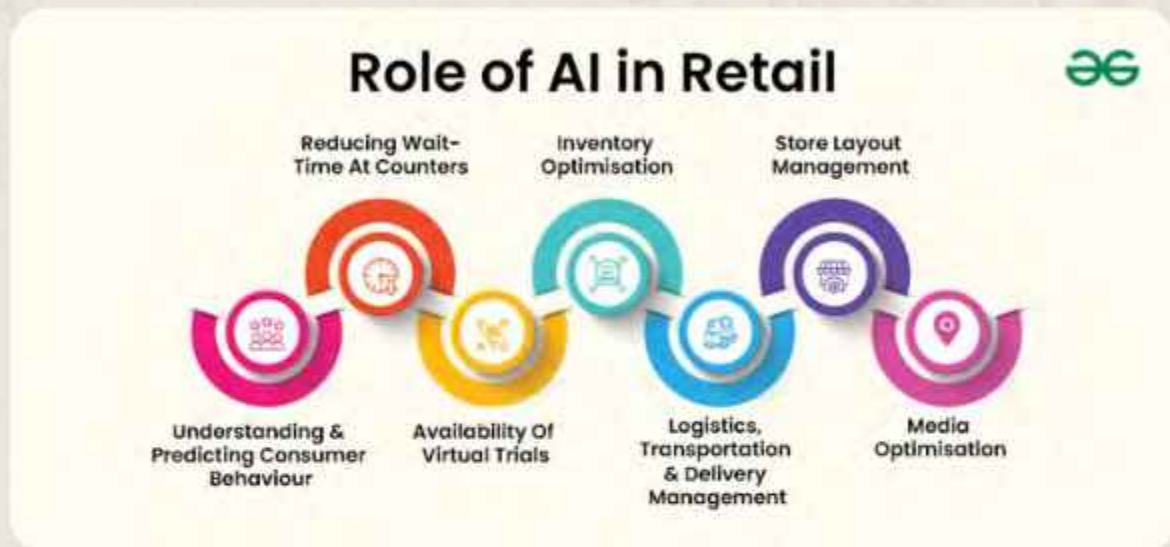 Role of AI in Retail
Reducing Wait-
Time At Counters
Inventory
Optimisation
Store Layout
Management
Understanding &
Predicting Consumer
Behaviour
Availability Of
Virtual Trials
Logistics,
Transportation
& Delivery
Management
Media
Optimisation